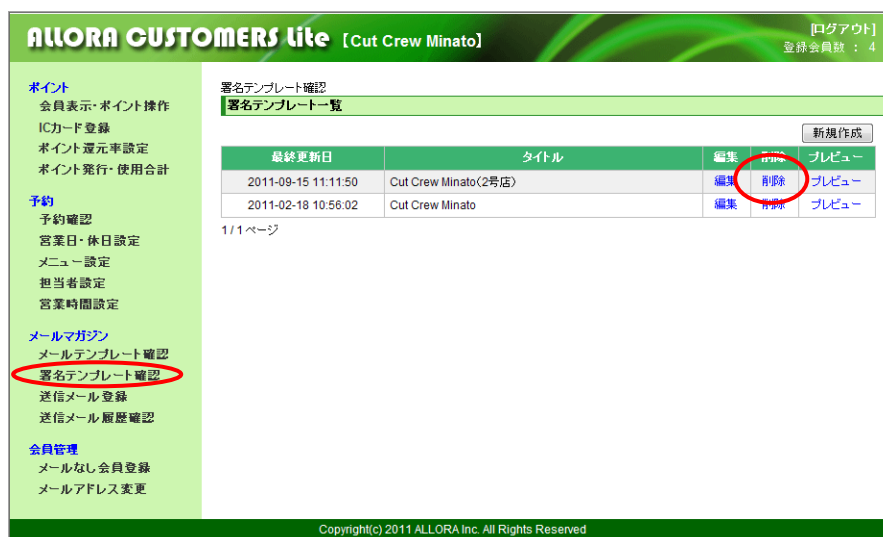 ALLORA CUSTOMERS Lite【Cut Crew Minato】
[ログアウト]
登録会員数 : 4
ポイント
会員表示・ポイント操作
ICカード登録
ポイント還元率設定
ポイント発行・使用合計
予約
予約確認
営業日・休日設定
メニュー設定
担当者設定
営業時間設定
メールマガジン
メールテンプレート確認
署名テンプレート確認
送信メール登録
送信メール履歴確認
会員管理
メールなし会員登録
メールアドレス変更
署名テンプレート確認
署名テンプレート一覧
新規作成
最終更新日 タイトル 編集 削除 プレビュー
2011-09-15 11:11:50 Cut Crew Minato(2号店) 編集 削除 プレビュー
2011-02-18 10:56:02 Cut Crew Minato 編集 削除 プレビュー
1/1ページ
Copyright(c) 2011 ALLORA Inc. All Rights Reserved